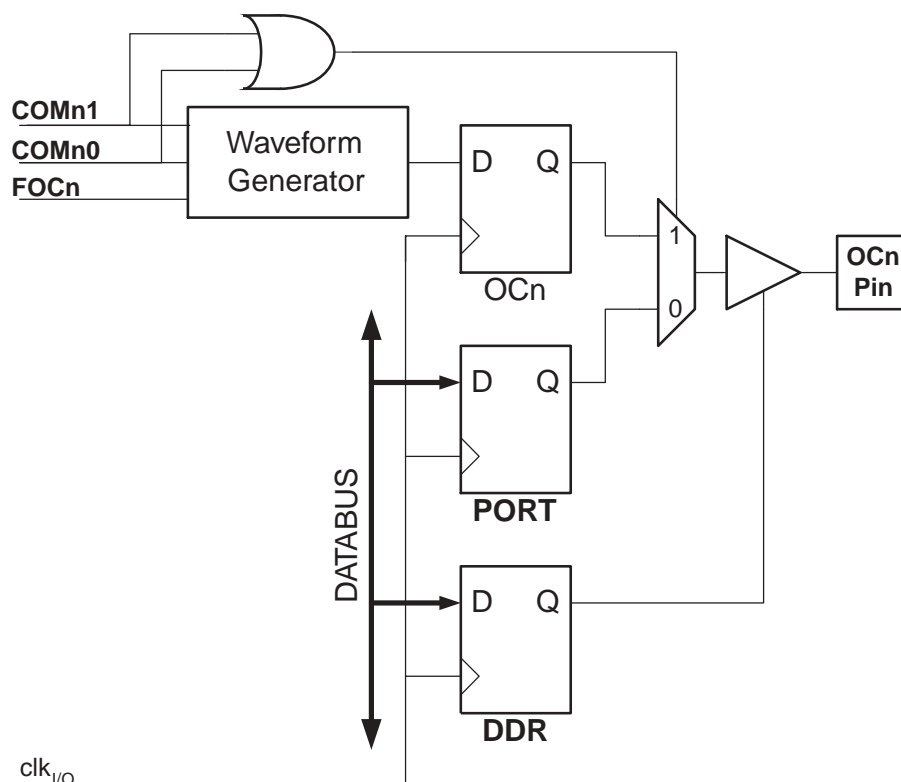 COMn1
COMn0
FOCn
Waveform
Generator
D Q
OCn
1
0
OCn
Pin
D Q
PORT
DATABUS
D Q
DDR
clkI/O